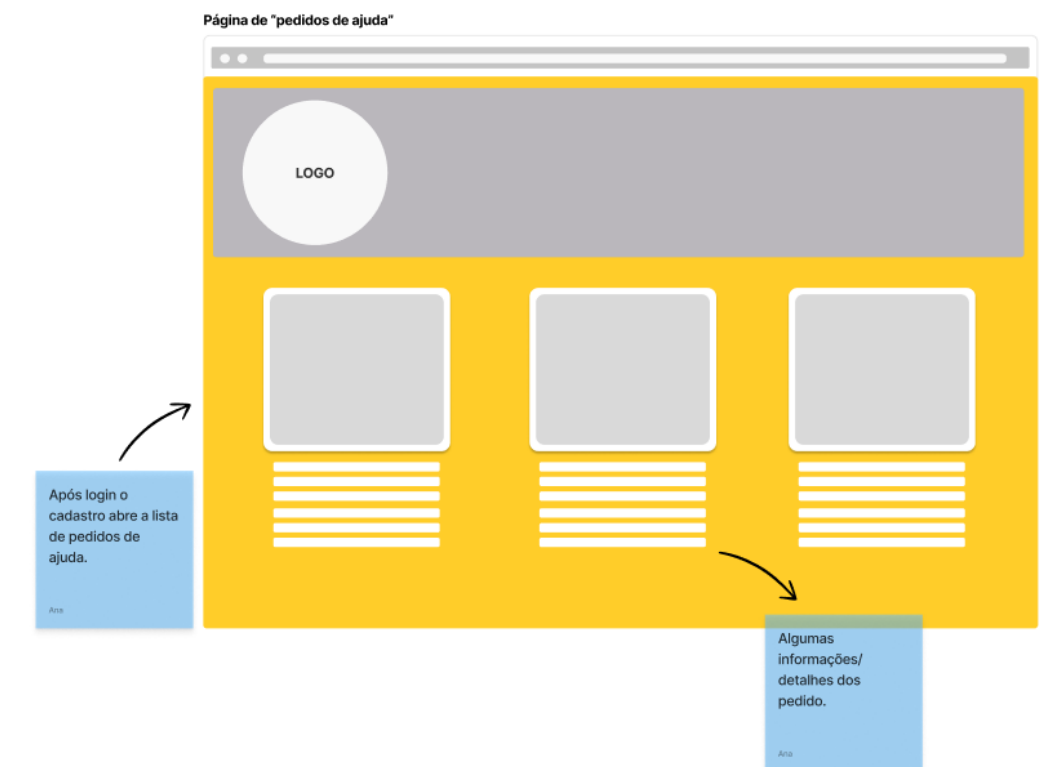 Página de "pedidos de ajuda"
LOGO
Após login o
cadastro abre a lista
de pedidos de
ajuda.
Ana
Algumas
informações/
detalhes dos
pedido.
Ana